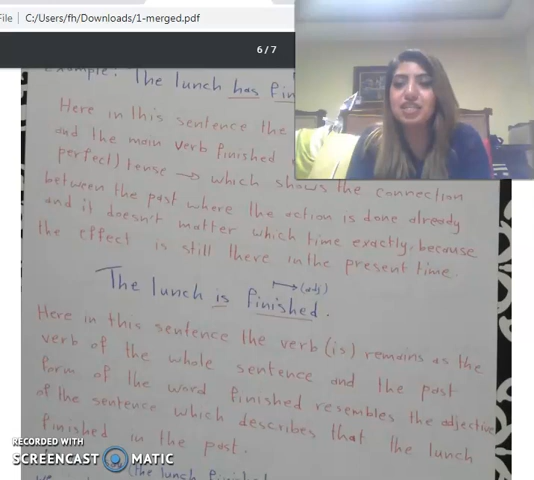 File | C:/Users/fh/Downloads/1-merged.pdf
6/7
Example: The lunch has fin
Here in this sentence the
and the main verb finished
perfect) tense → which shows the connection
between the past where the action is done already
and it doesn't matter which time exactly, because
the effect is still there in the present time.
→ (adj)
The lunch is finished.
Here in this sentence the verb (is) remains as the
verb of the whole sentence and the past
form of the word finished resembles the adjective
of the sentence which describes that the lunch
finished in the past.
RECORDED WITH
SCREENCAST MATIC
(the lunch finished